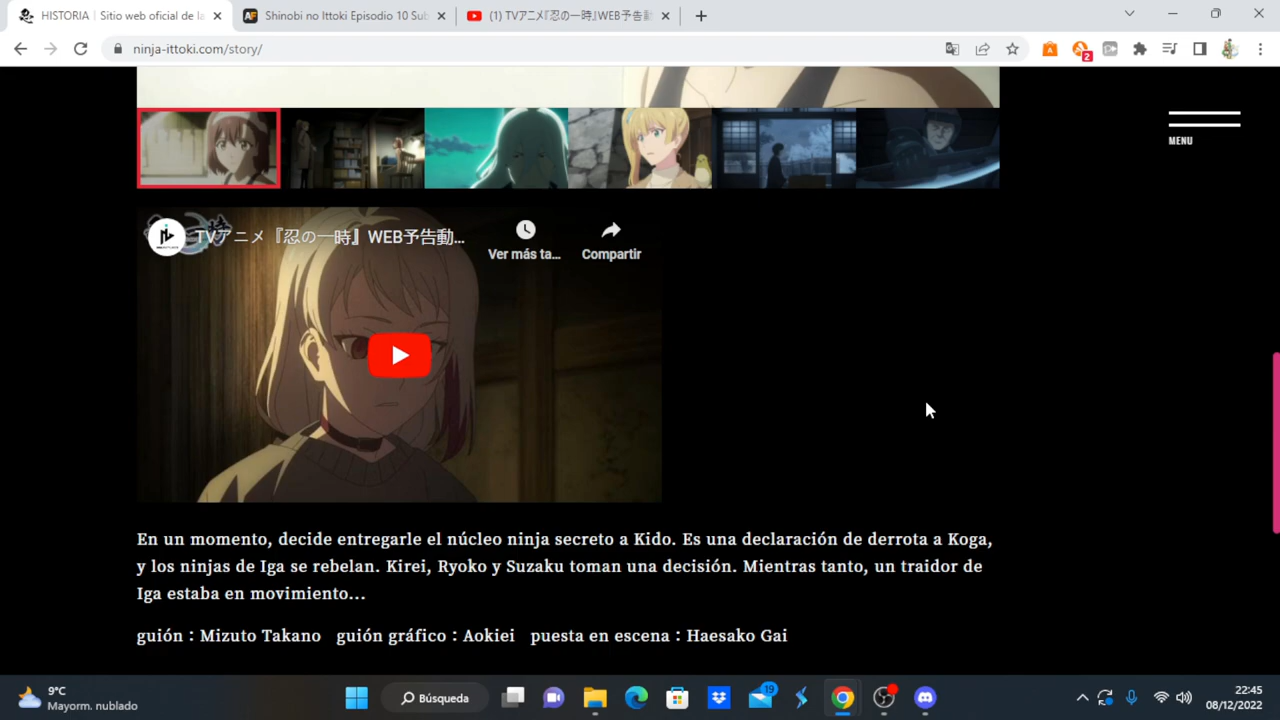 HISTORIA | Sitio web oficial de la
Shinobi no Ittoki Episodio 10 Sub
(1) TVアニメ『忍の一時』WEB予告動
ninja-ittoki.com/story/
2
MENU
TVアニメ『忍の一時』WEB予告動...
Ver más ta...
Compartir
En un momento, decide entregarle el núcleo ninja secreto a Kido. Es una declaración de derrota a Koga,
y los ninjas de Iga se rebelan. Kirei, Ryoko y Suzaku toman una decisión. Mientras tanto, un traidor de
Iga estaba en movimiento...
guión：Mizuto Takano guión gráfico：Aokiei puesta en escena：Haesako Gai
9°C
Mayorm. nublado
Búsqueda
19
22:45
08/12/2022